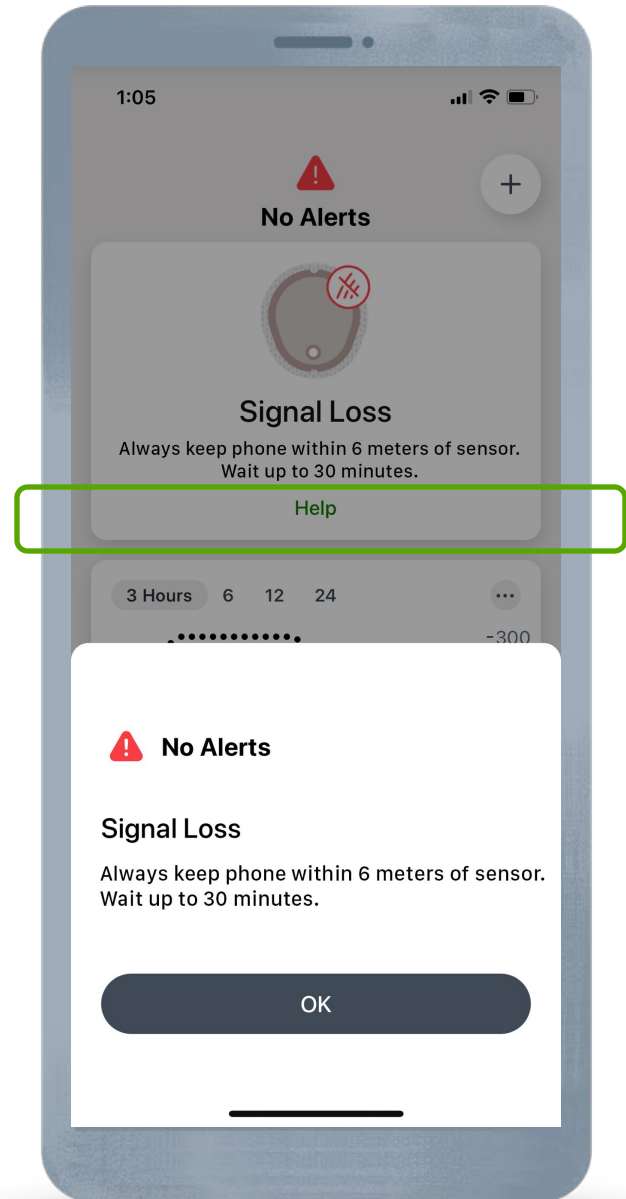 1:05
No Alerts
+
Signal Loss
Always keep phone within 6 meters of sensor.
Wait up to 30 minutes.
Help
3 Hours 6 12 24 ...
-300
No Alerts
Signal Loss
Always keep phone within 6 meters of sensor.
Wait up to 30 minutes.
OK